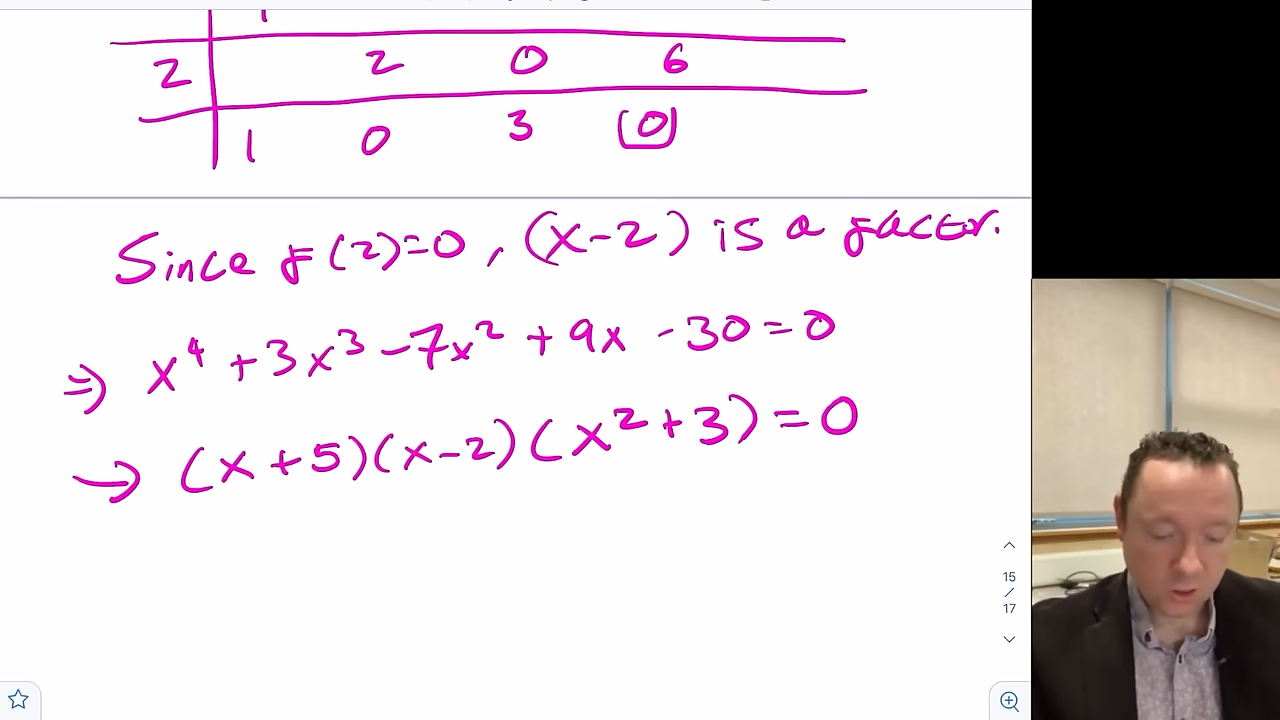 2 2 0 6
1 0 3 0
Since f(2)=0, (x-2) is a factor.
⇒ x⁴ + 3x³ - 7x² + 9x - 30 = 0
→ (x+5)(x-2)(x²+3) = 0
15
/
17